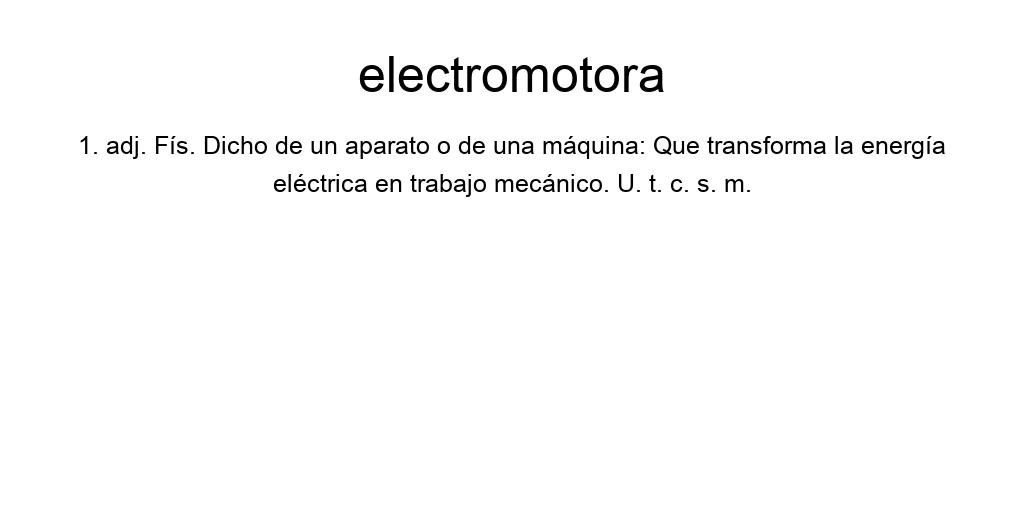 electromotora
1. adj. Fís. Dicho de un aparato o de una máquina: Que transforma la energía
eléctrica en trabajo mecánico. U. t. c. s. m.